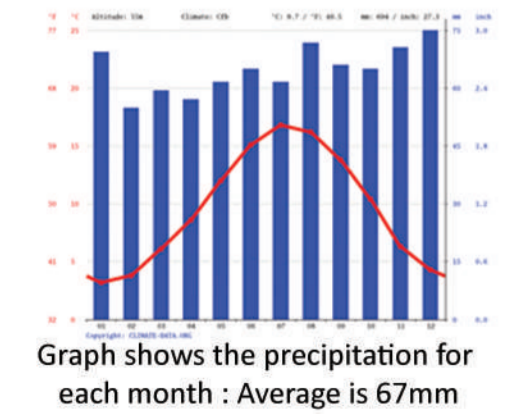 °F °C Altitude: 55m Climate: Cfb °C: 9.7 / °F: 49.5 mm: 804 / inch: 27.3 mm inch
77 25 75 3.0
68 20 60 2.4
59 15 45 1.8
50 10 30 1.2
41 5 15 0.6
32 0 0 0.0
01 02 03 04 05 06 07 08 09 10 11 12
Copyright: CLIMATE-DATA.ORG
Graph shows the precipitation for
each month : Average is 67mm